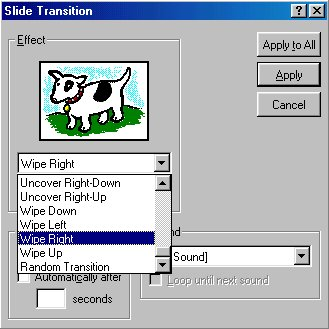 Slide Transition
Effect
Apply to All
Apply
Cancel
Wipe Right
Uncover Right-Down
Uncover Right-Up
Wipe Down
Wipe Left
Wipe Right
Wipe Up
Random Transition
Sound]
Automatically after
Loop until next sound
seconds